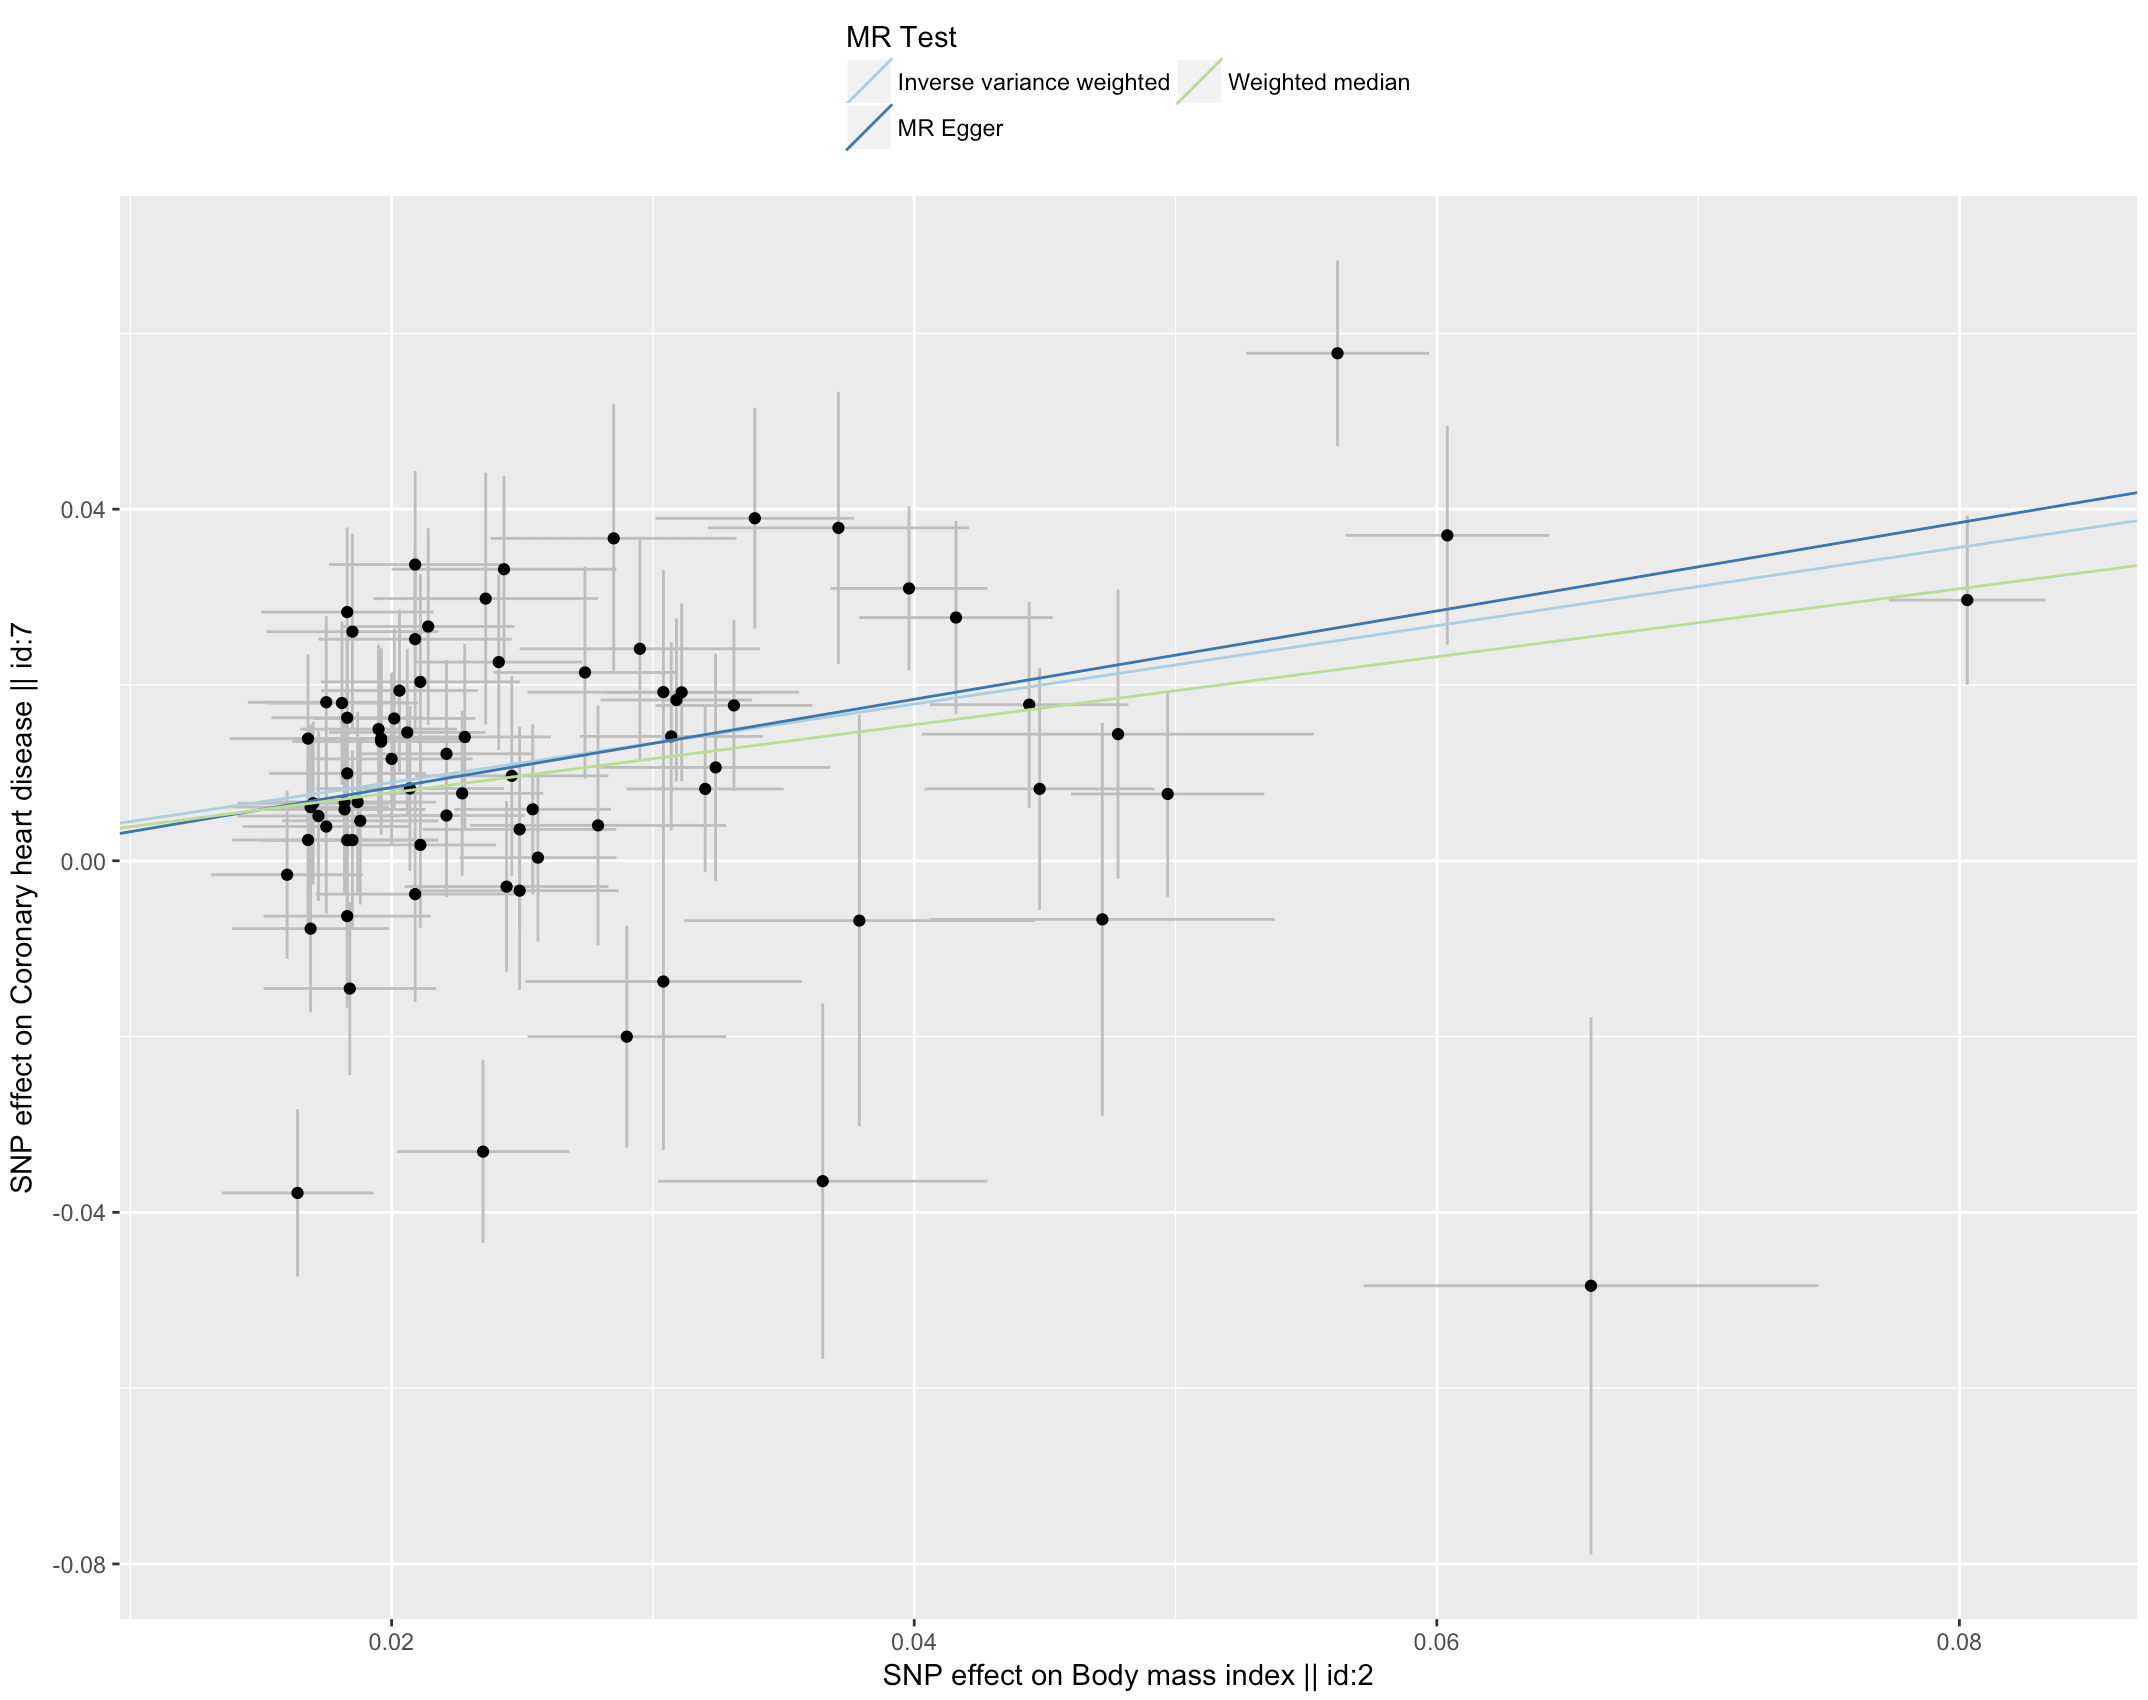 MR Test
Inverse variance weighted
Weighted median
MR Egger
SNP effect on Coronary heart disease || id:7
0.04
0.00
-0.04
-0.08
0.02
0.04
0.06
0.08
SNP effect on Body mass index || id:2